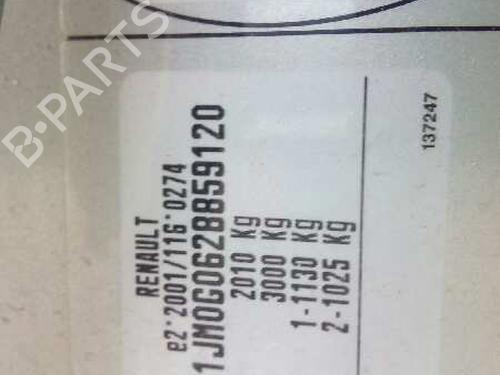 B-PARTS
RENAULT
e2*2001/116*0274
1JM0G0628859120
2010 Kg
3000 Kg
1-1130 Kg
2-1025 Kg
137247